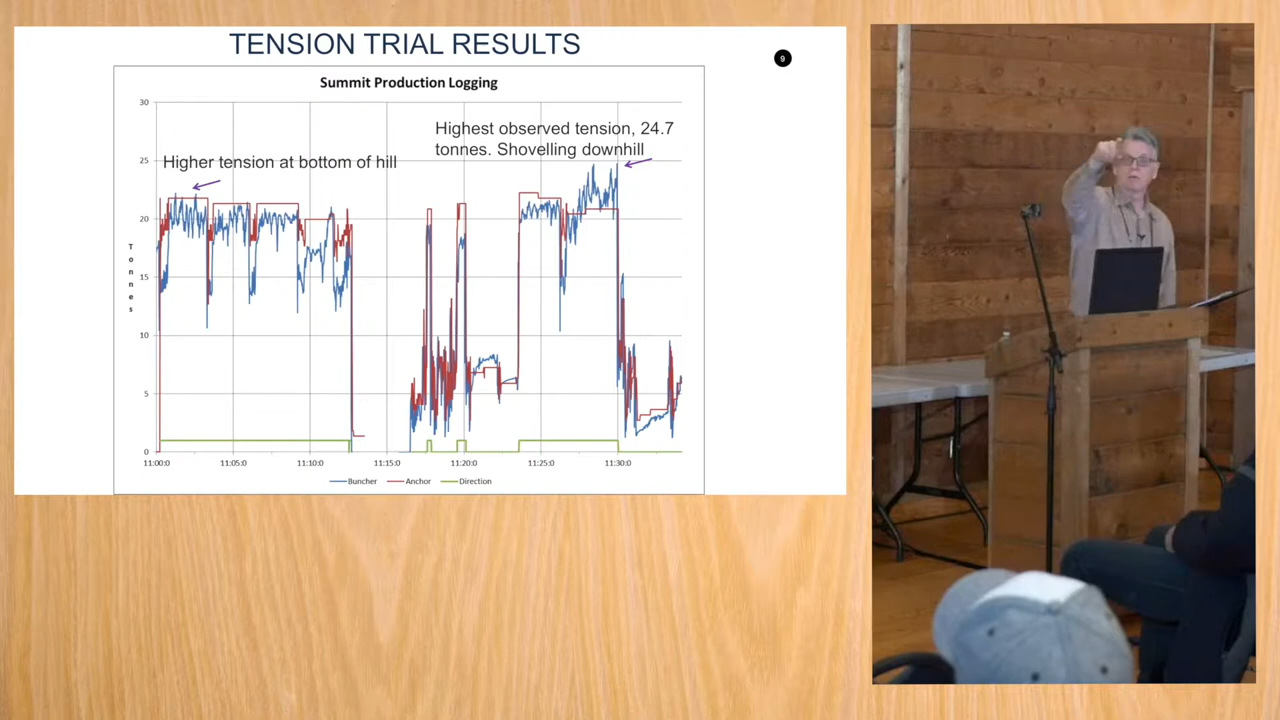 TENSION TRIAL RESULTS
9
Summit Production Logging
30
Highest observed tension, 24.7
tonnes. Shovelling downhill
Higher tension at bottom of hill
25
20
Tonnes
15
10
5
0
11:00:0 11:05:0 11:10:0 11:15:0 11:20:0 11:25:0 11:30:0
Buncher Anchor Direction